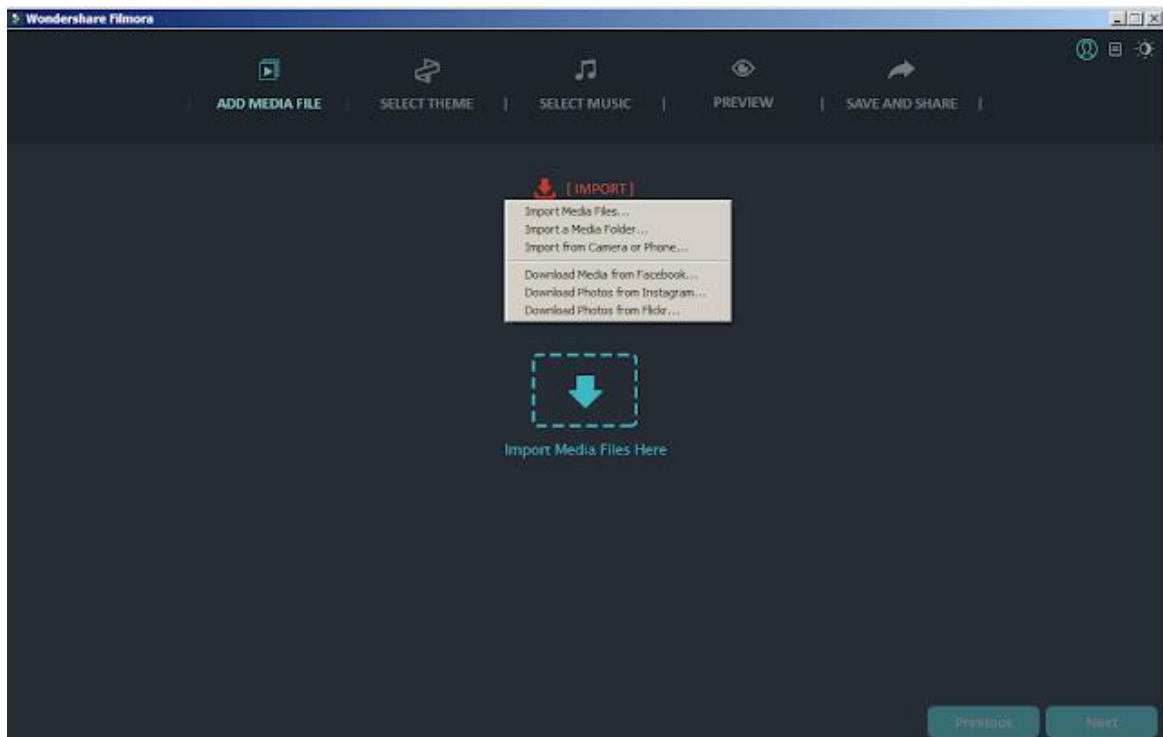 Wondershare Filmora
ADD MEDIA FILE | SELECT THEME | SELECT MUSIC | PREVIEW | SAVE AND SHARE |
[ IMPORT ]
Import Media Files...
Import a Media Folder...
Import from Camera or Phone...
Download Media from Facebook...
Download Photos from Instagram...
Download Photos from Flickr...
Import Media Files Here
Previous Next